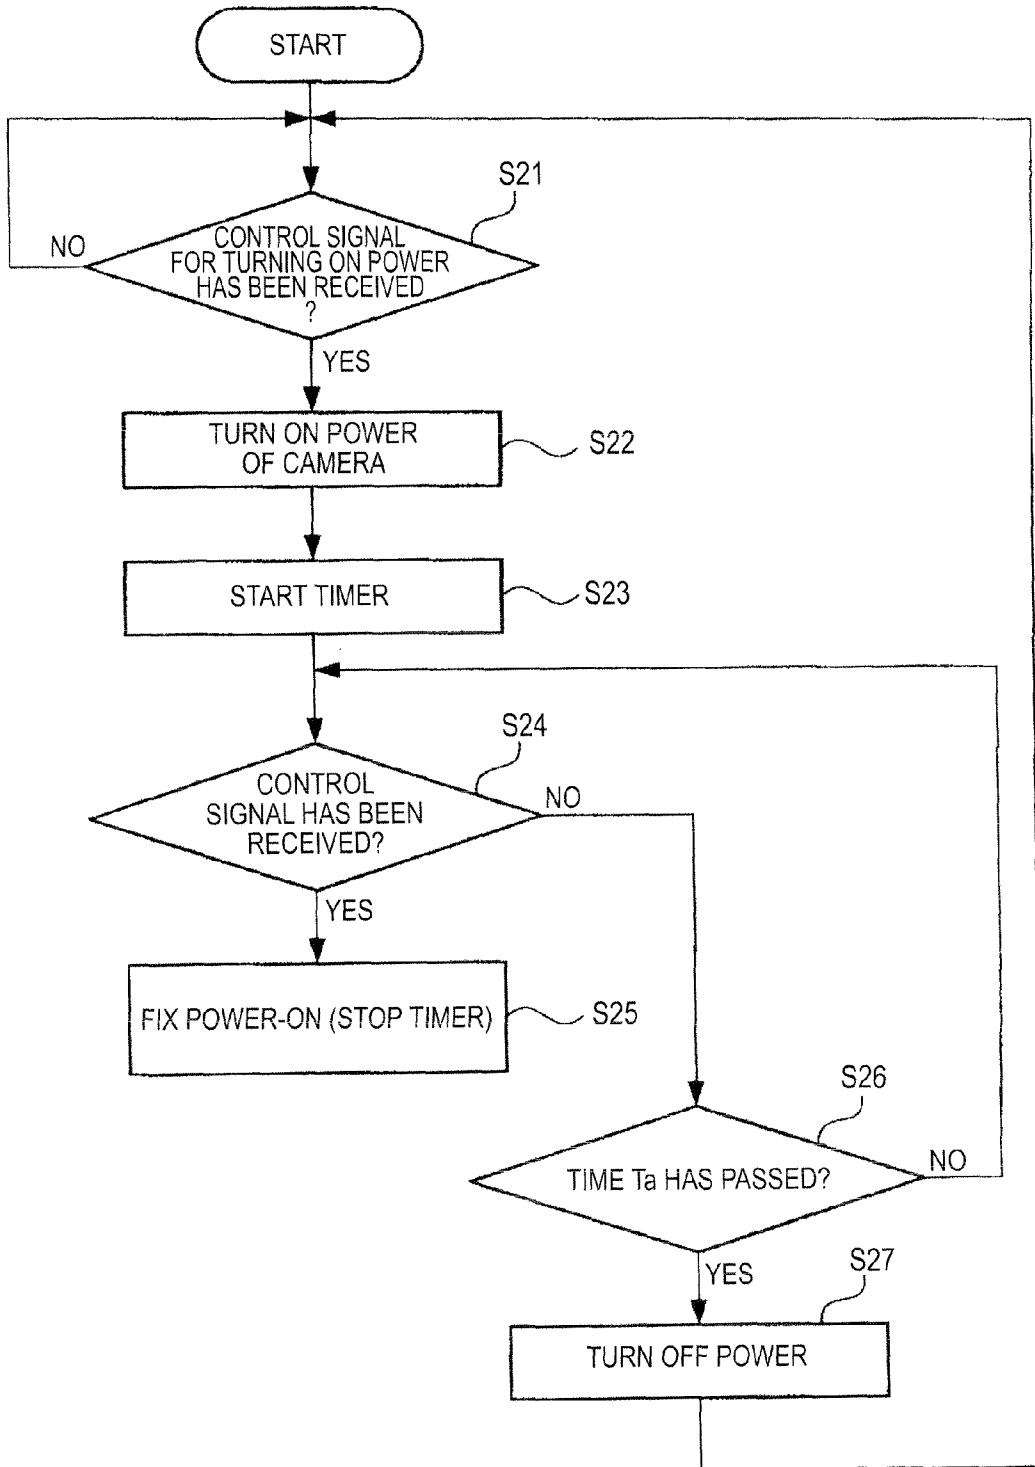 START
S21
NO
CONTROL SIGNAL
FOR TURNING ON POWER
HAS BEEN RECEIVED
?
YES
TURN ON POWER
OF CAMERA
S22
START TIMER
S23
S24
CONTROL
SIGNAL HAS BEEN
RECEIVED?
NO
YES
FIX POWER-ON (STOP TIMER)
S25
S26
TIME Ta HAS PASSED?
NO
YES
S27
TURN OFF POWER